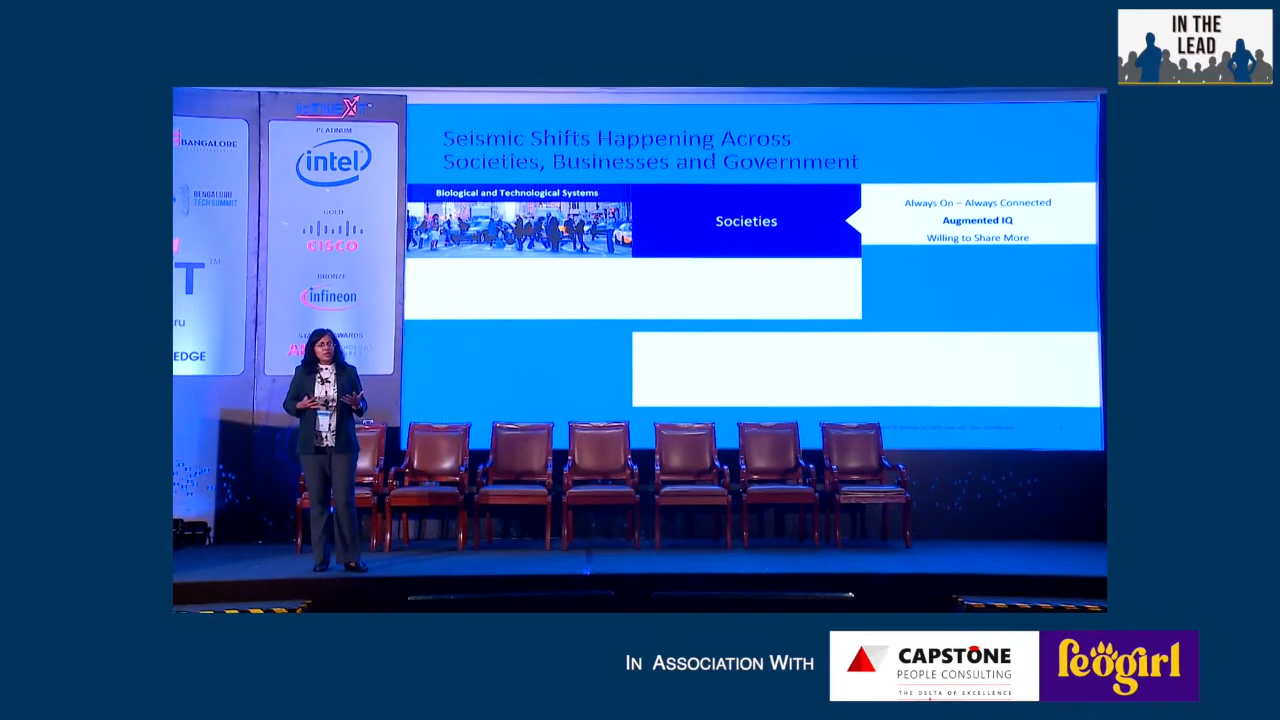 IN THE
LEAD
BANGALORE
BENGALURU
TECH SUMMIT
T™
EDGE
PLATINUM
intel
GOLD
CISCO
BRONZE
infineon
Seismic Shifts Happening Across
Societies, Businesses and Government
Biological and Technological Systems
Societies
Always On – Always Connected
Augmented IQ
Willing to Share More
IN ASSOCIATION WITH
CAPSTONE
PEOPLE CONSULTING
THE DELTA OF EXCELLENCE
feogirl